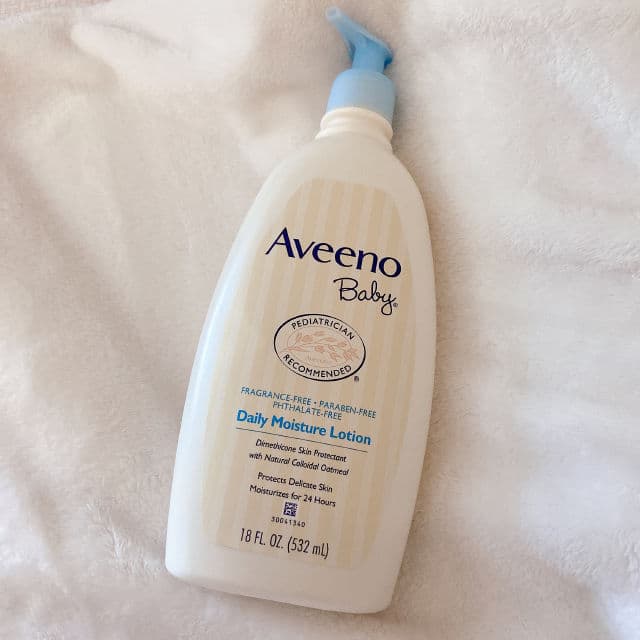 Aveeno
Baby®
PEDIATRICIAN
RECOMMENDED®
FRAGRANCE-FREE • PARABEN-FREE
PHTHALATE-FREE
Daily Moisture Lotion
Dimethicone Skin Protectant
with Natural Colloidal Oatmeal
Protects Delicate Skin
Moisturizes for 24 Hours
30041340
18 FL. OZ. (532 mL)